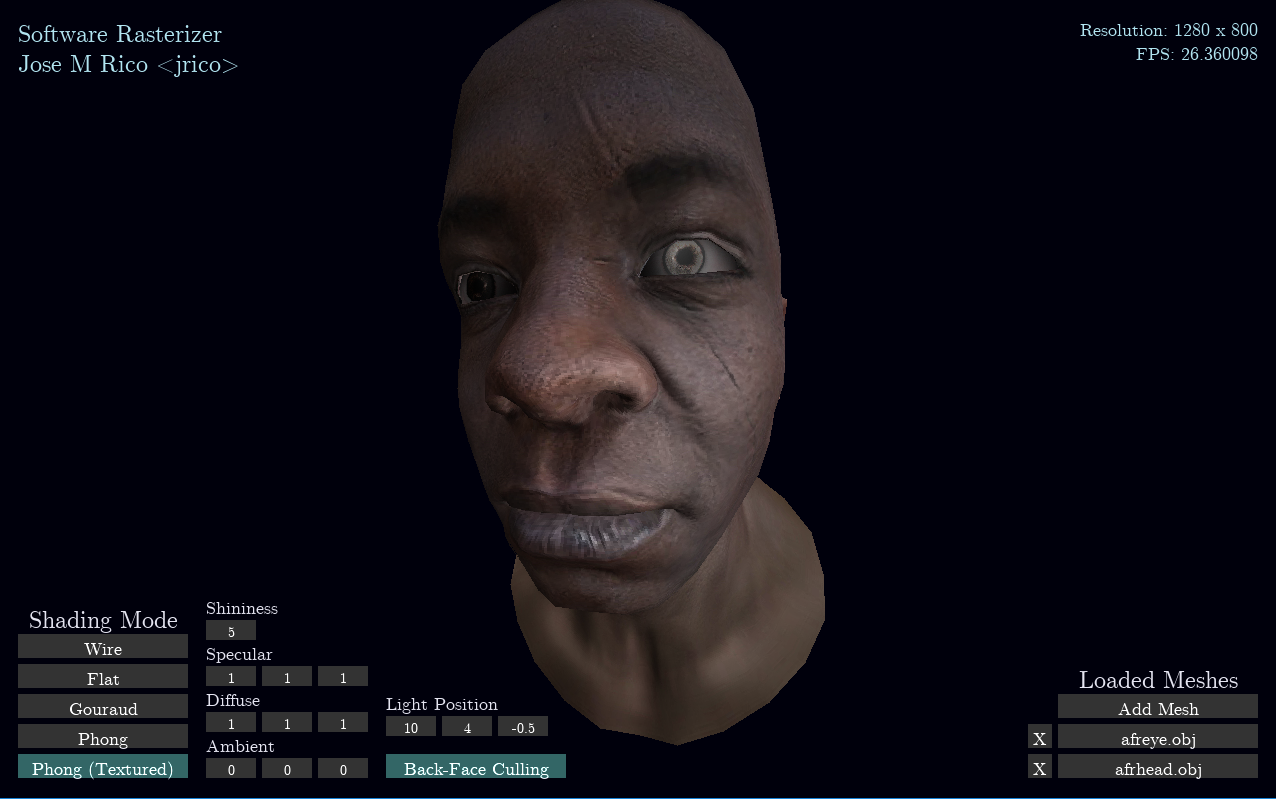 Software Rasterizer
Jose M Rico <jrico>
Resolution: 1280 x 800
FPS: 26.360098
Shading Mode
Wire
Flat
Gouraud
Phong
Phong (Textured)
Shininess
5
Specular
1 1 1
Diffuse
1 1 1
Ambient
0 0 0
Light Position
10 4 -0.5
Back-Face Culling
Loaded Meshes
Add Mesh
X afreye.obj
X afrhead.obj